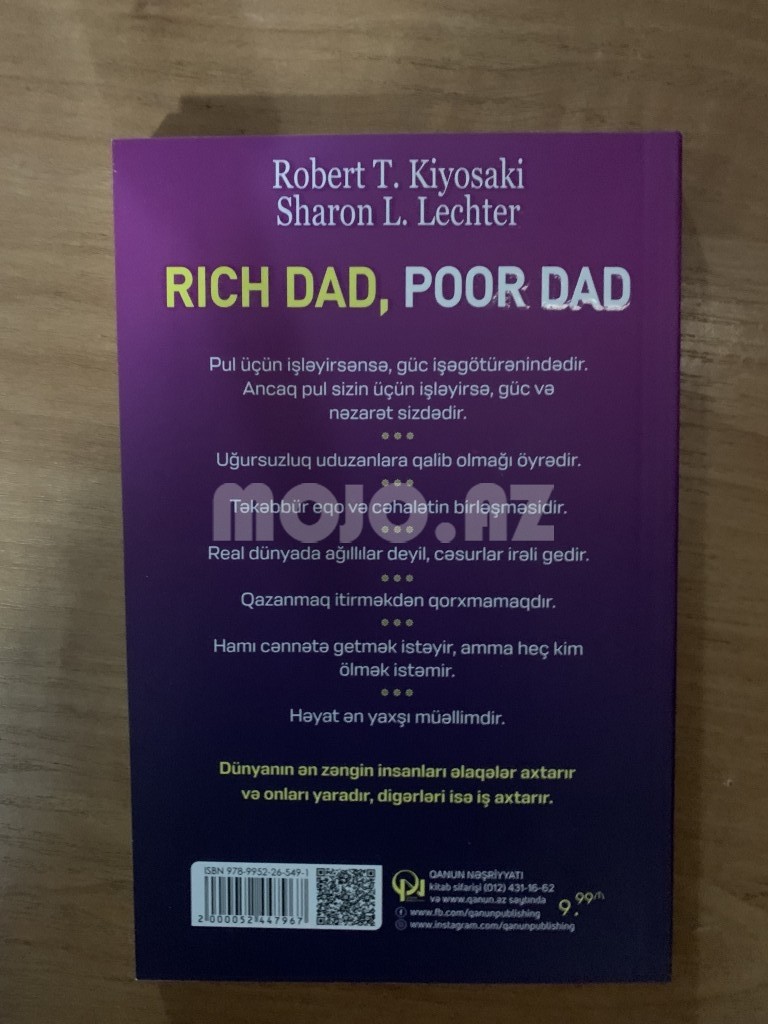 Robert T. Kiyosaki
Sharon L. Lechter
RICH DAD, POOR DAD
Pul üçün işləyirsənsə, güc işəgötürənindədir.
Ancaq pul sizin üçün işləyirsə, güc və
nəzarət sizdədir.
Uğursuzluq uduzanlara qalib olmağı öyrədir.
Təkəbbür eqo və cəhalətin birləşməsidir.
MOJO.AZ
Real dünyada ağıllılar deyil, cəsurlar irəli gedir.
Qazanmaq itirməkdən qorxmamaqdır.
Hamı cənnətə getmək istəyir, amma heç kim
ölmək istəmir.
Həyat ən yaxşı müəllimdir.
Dünyanın ən zəngin insanları əlaqələr axtarır
və onları yaradır, digərləri isə iş axtarır.
ISBN 978-9952-26-549-1
2 000052 447967
QANUN NƏŞRİYYATI
kitab sifarişi (012) 431-16-62
və www.qanun.az saytında
www.fb.com/qanunpublishing
www.instagram.com/qanunpublishing
9.99₼